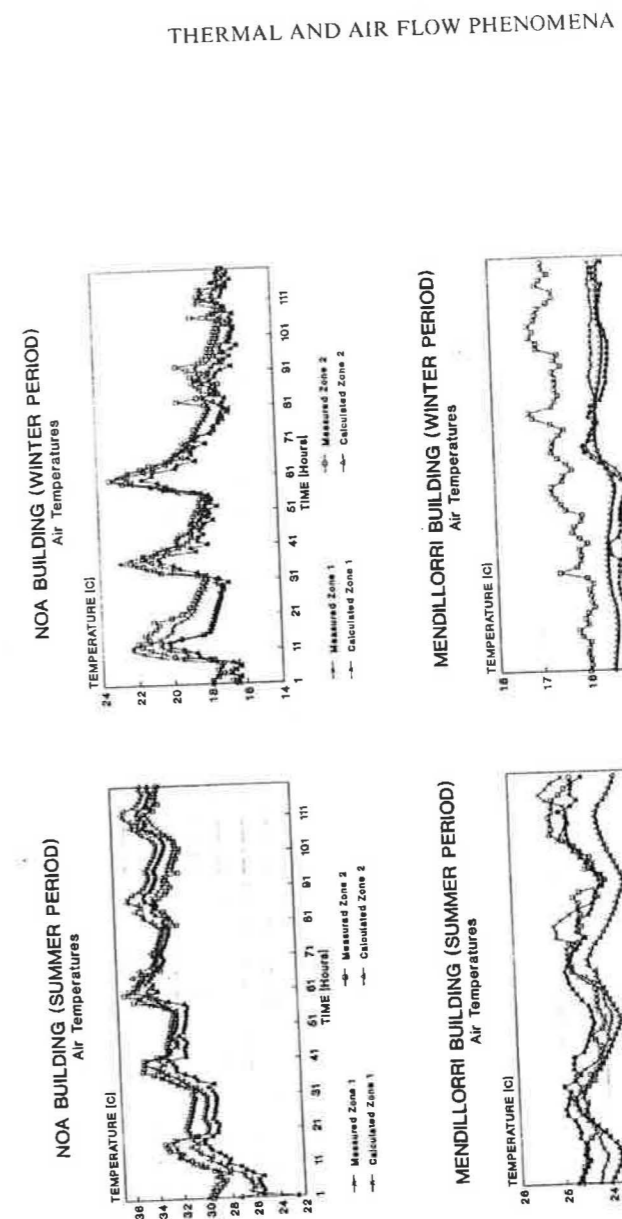 THERMAL AND AIR FLOW PHENOMENA
NOA BUILDING (SUMMER PERIOD)
Air Temperatures
TEMPERATURE [C]
36
34
32
30
28
26
24
22
1 11 21 31 41 51 61 71 81 91 101 111
TIME [Hours]
Measured Zone 1
Measured Zone 2
Calculated Zone 1
Calculated Zone 2
NOA BUILDING (WINTER PERIOD)
Air Temperatures
TEMPERATURE [C]
24
22
20
18
16
14
1 11 21 31 41 51 61 71 81 91 101 111
TIME [Hours]
Measured Zone 1
Measured Zone 2
Calculated Zone 1
Calculated Zone 2
MENDILLORRI BUILDING (SUMMER PERIOD)
Air Temperatures
TEMPERATURE [C]
26
25
24
MENDILLORRI BUILDING (WINTER PERIOD)
Air Temperatures
TEMPERATURE [C]
18
17
16